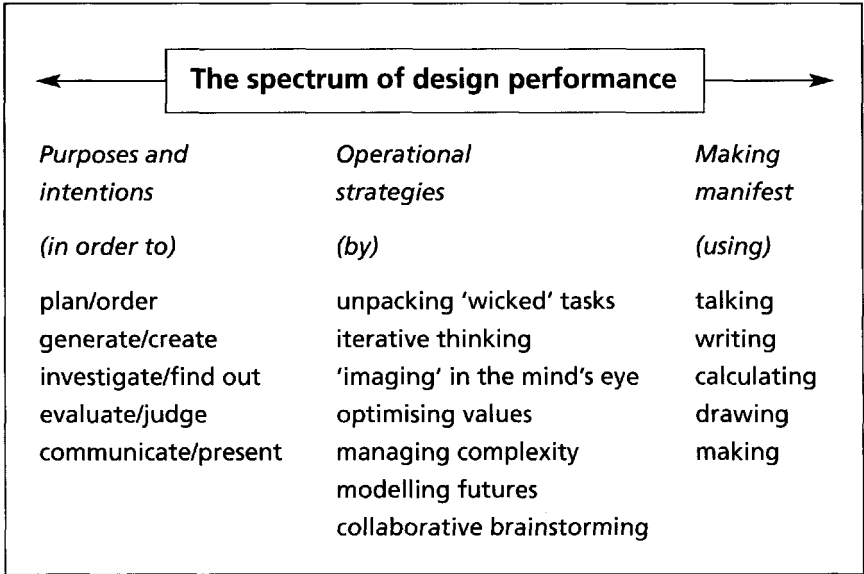 The spectrum of design performance
Purposes and
intentions
(in order to)
plan/order
generate/create
investigate/find out
evaluate/judge
communicate/present
Operational
strategies
(by)
unpacking ‘wicked’ tasks
iterative thinking
‘imaging’ in the mind’s eye
optimising values
managing complexity
modelling futures
collaborative brainstorming
Making
manifest
(using)
talking
writing
calculating
drawing
making